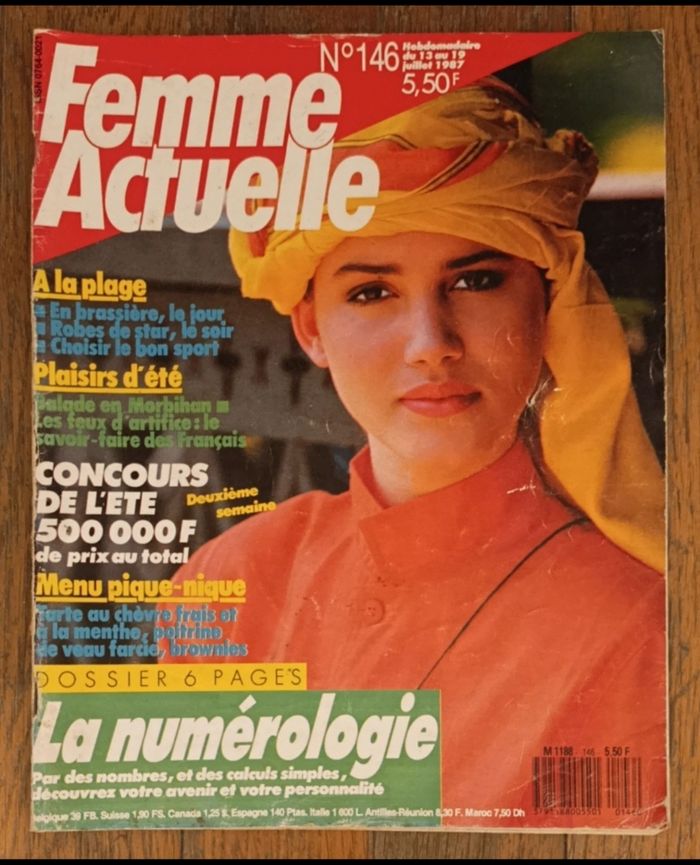 ISSN 0764-0021
Femme
Actuelle
N°146
Hebdomadaire
du 13 au 19
juillet 1987
5,50F
A la plage
■ En brassière, le jour
■ Robes de star, le soir
■ Choisir le bon sport
Plaisirs d'été
Balade en Morbihan ■
Les feux d'artifice : le
savoir-faire des Français
CONCOURS
DE L'ETE
500 000 F
de prix au total
Deuxième
semaine
Menu pique-nique
Tarte au chèvre frais et
à la menthe, poitrine
de veau farcie, brownies
DOSSIER 6 PAGES
La numérologie
Par des nombres, et des calculs simples,
découvrez votre avenir et votre personnalité
elgique 39 FB. Suisse 1,90 FS. Canada 1,25 $. Espagne 140 Ptas. Italie 1 600 L. Antilles-Réunion 8,30 F. Maroc 7,50 Dh
M 1188 - 146 - 5,50 F